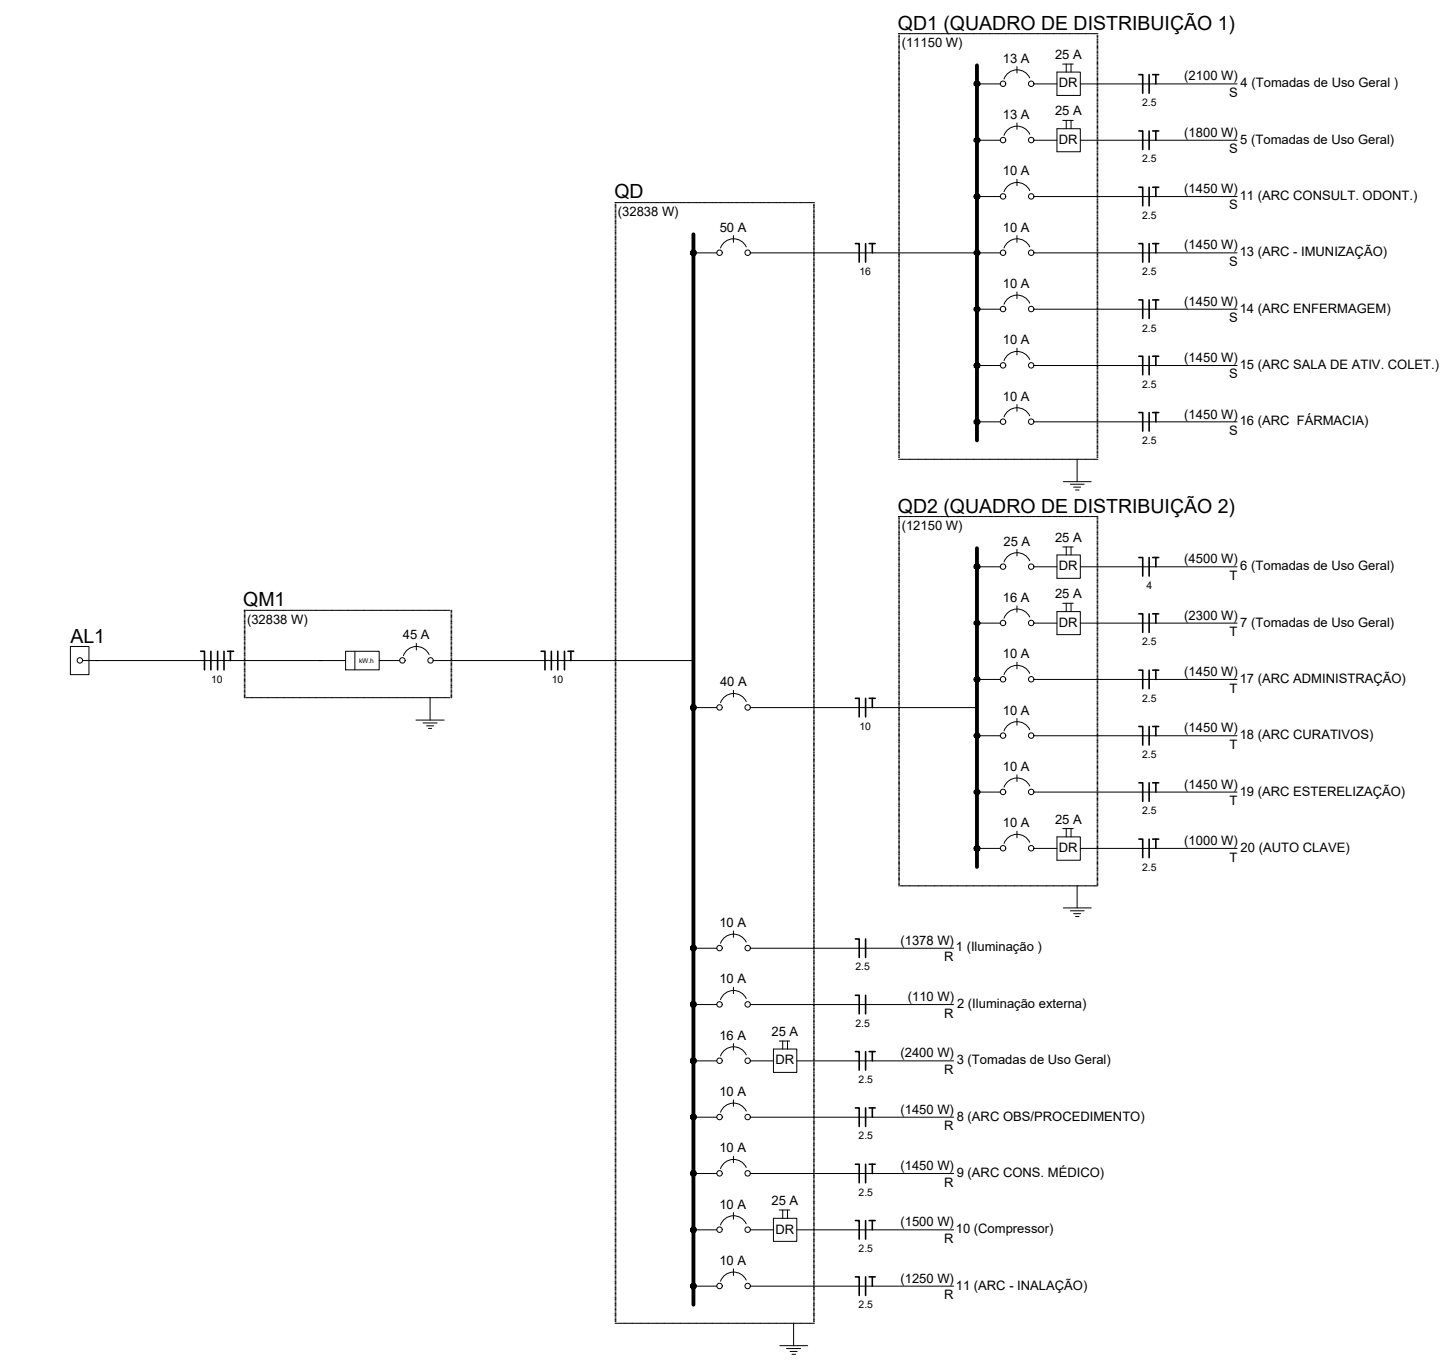 QD1 (QUADRO DE DISTRIBUIÇÃO 1)
(11150 W)
13 A
25 A
DR
2.5
(2100 W)
S
4 (Tomadas de Uso Geral )
13 A
25 A
DR
2.5
(1800 W)
S
5 (Tomadas de Uso Geral)
10 A
2.5
(1450 W)
S
11 (ARC CONSULT. ODONT.)
10 A
2.5
(1450 W)
S
13 (ARC - IMUNIZAÇÃO)
10 A
2.5
(1450 W)
S
14 (ARC ENFERMAGEM)
10 A
2.5
(1450 W)
S
15 (ARC SALA DE ATIV. COLET.)
10 A
2.5
(1450 W)
S
16 (ARC  FÁRMACIA)
QD
(32838 W)
50 A
16
QD2 (QUADRO DE DISTRIBUIÇÃO 2)
(12150 W)
25 A
25 A
DR
4
(4500 W)
T
6 (Tomadas de Uso Geral)
16 A
25 A
DR
2.5
(2300 W)
T
7 (Tomadas de Uso Geral)
10 A
2.5
(1450 W)
T
17 (ARC ADMINISTRAÇÃO)
10 A
2.5
(1450 W)
T
18 (ARC CURATIVOS)
10 A
2.5
(1450 W)
T
19 (ARC ESTERELIZAÇÃO)
10 A
25 A
DR
2.5
(1000 W)
T
20 (AUTO CLAVE)
AL1
10
QM1
(32838 W)
kW.h
45 A
10
40 A
10
10 A
2.5
(1378 W)
R
1 (Iluminação )
10 A
2.5
(110 W)
R
2 (Iluminação externa)
16 A
25 A
DR
2.5
(2400 W)
R
3 (Tomadas de Uso Geral)
10 A
2.5
(1450 W)
R
8 (ARC OBS/PROCEDIMENTO)
10 A
2.5
(1450 W)
R
9 (ARC CONS. MÉDICO)
10 A
25 A
DR
2.5
(1500 W)
R
10 (Compressor)
10 A
2.5
(1250 W)
R
11 (ARC - INALAÇÃO)